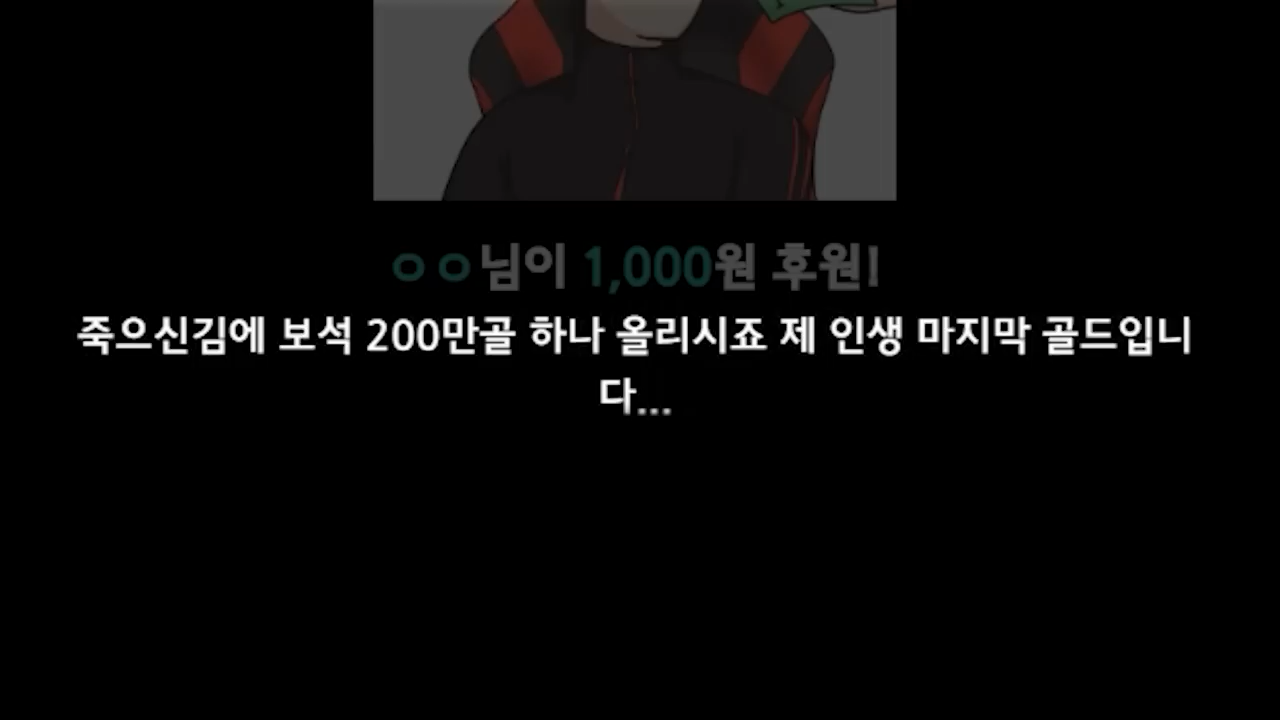 ㅇㅇ님이 1,000원 후원!
죽으신김에 보석 200만골 하나 올리시죠 제 인생 마지막 골드입니
다...